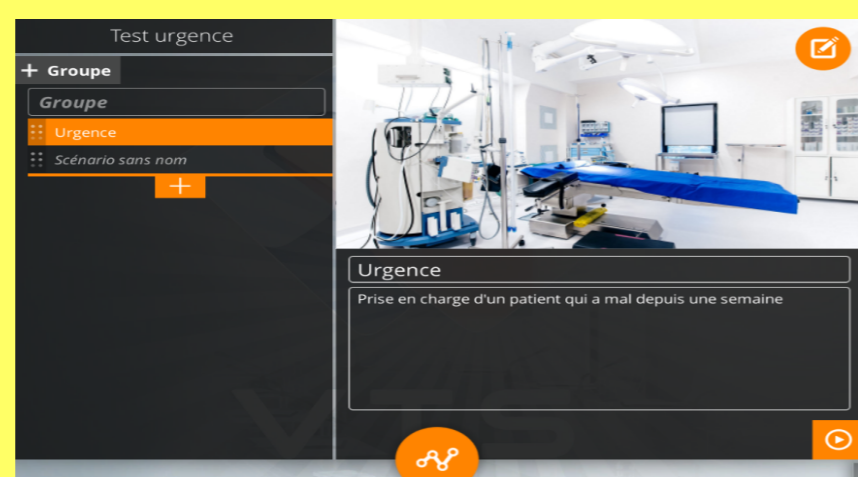 Test urgence
+ Groupe
Groupe
Urgence
Scénario sans nom
+
Urgence
Prise en charge d'un patient qui a mal depuis une semaine
VTS